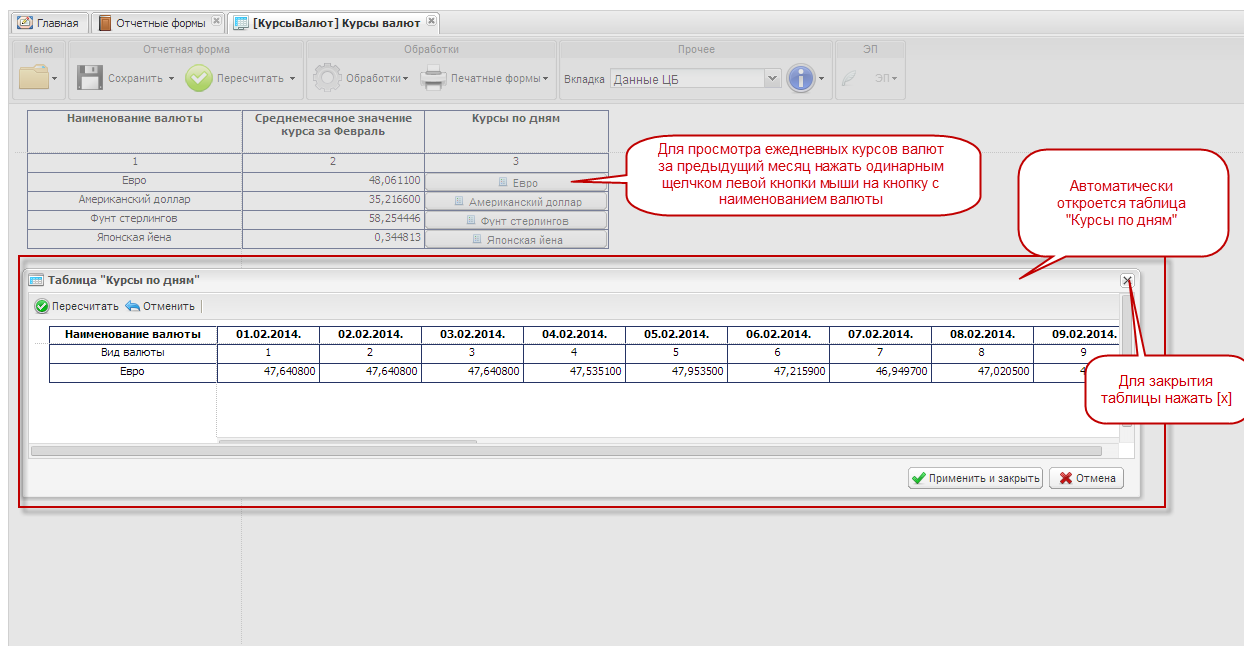 Главная Отчетные формы [КурсыВалют] Курсы валют
Меню Отчетная форма Обработки Прочее ЭП
Сохранить Пересчитать Обработки Печатные формы Вкладка Данные ЦБ ЭП
Наименование валюты Среднемесячное значение курса за Февраль Курсы по дням
1 2 3
Евро 48,061100 Евро
Американский доллар 35,216600 Американский доллар
Фунт стерлингов 58,254446 Фунт стерлингов
Японская йена 0,344813 Японская йена
Для просмотра ежедневных курсов валют
за предыдущий месяц нажать одинарным
щелчком левой кнопки мыши на кнопку с
наименованием валюты
Автоматически
откроется таблица
"Курсы по дням"
Таблица "Курсы по дням"
Пересчитать Отменить
Наименование валюты 01.02.2014. 02.02.2014. 03.02.2014. 04.02.2014. 05.02.2014. 06.02.2014. 07.02.2014. 08.02.2014. 09.02.2014.
Вид валюты 1 2 3 4 5 6 7 8 9
Евро 47,640800 47,640800 47,640800 47,535100 47,953500 47,215900 46,949700 47,020500
Для закрытия
таблицы нажать [x]
Применить и закрыть Отмена